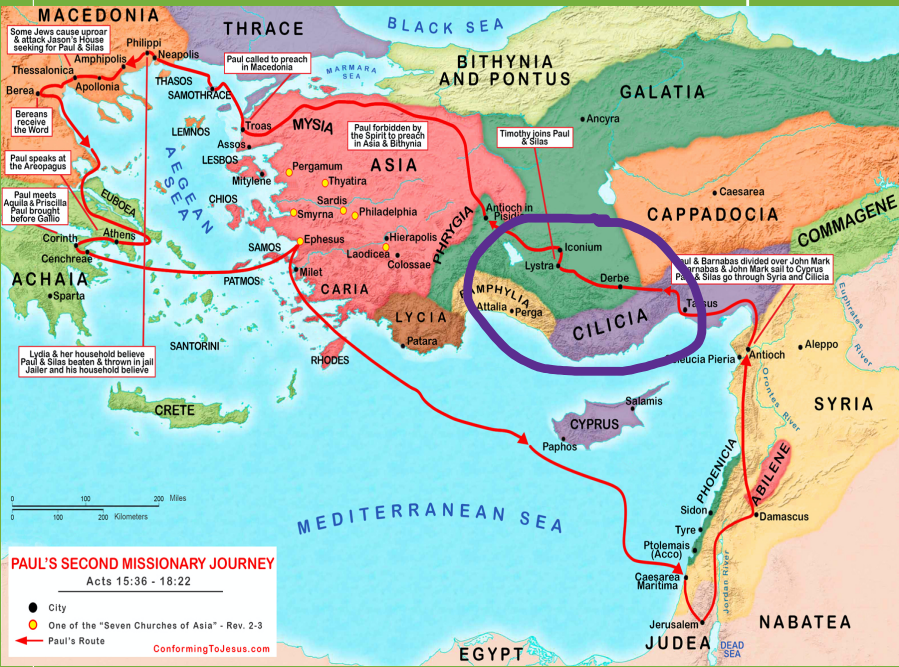 MACEDONIA
THRACE
BLACK SEA
Some Jews cause uproar
& attack Jason's House
seeking for Paul & Silas
Philippi
Neapolis
Amphipolis
Thessalonica
Apollonia
Berea
THASOS
SAMOTHRACE
Paul called to preach
in Macedonia
MARMARA
SEA
BITHYNIA
AND PONTUS
GALATIA
Ancyra
Bereans
receive
the Word
LEMNOS
Troas
Assos
MYSIA
Paul forbidden by
the Spirit to preach
in Asia & Bithynia
Timothy joins Paul
& Silas
ASIA
LESBOS
Mitylene
Pergamum
Thyatira
Sardis
Smyrna
Philadelphia
AEGEAN
SEA
CHIOS
Paul speaks at
the Areopagus
Paul meets
Aquila & Priscilla
Paul brought
before Gallio
EUBOEA
Athens
Corinth
Cenchreae
ACHAIA
Sparta
SAMOS
Ephesus
Hierapolis
Laodicea
Colossae
PHRYGIA
Antioch in
Pisidia
Caesarea
CAPPADOCIA
COMMAGENE
Iconium
Lystra
Derbe
Paul & Barnabas divided over John Mark
Barnabas & John Mark sail to Cyprus
Paul & Silas go through Syria and Cilicia
PATMOS
Milet
CARIA
PAMPHYLIA
Attalia
Perga
CILICIA
Tarsus
Euphrates
River
LYCIA
Patara
Seleucia Pieria
Antioch
Aleppo
Lydia & her household believe
Paul & Silas beaten & thrown in jail
Jailer and his household believe
SANTORINI
RHODES
CRETE
Salamis
CYPRUS
Paphos
Orontes River
SYRIA
PHOENICIA
ABILENE
0 100 200 Miles
0 100 200 Kilometers
MEDITERRANEAN SEA
Sidon
Damascus
Tyre
Ptolemais
(Acco)
Caesarea
Maritima
Jordan River
Jerusalem
JUDEA
DEAD
SEA
NABATEA
EGYPT
PAUL'S SECOND MISSIONARY JOURNEY
Acts 15:36 - 18:22
City
One of the "Seven Churches of Asia" - Rev. 2-3
Paul's Route
ConformingToJesus.com